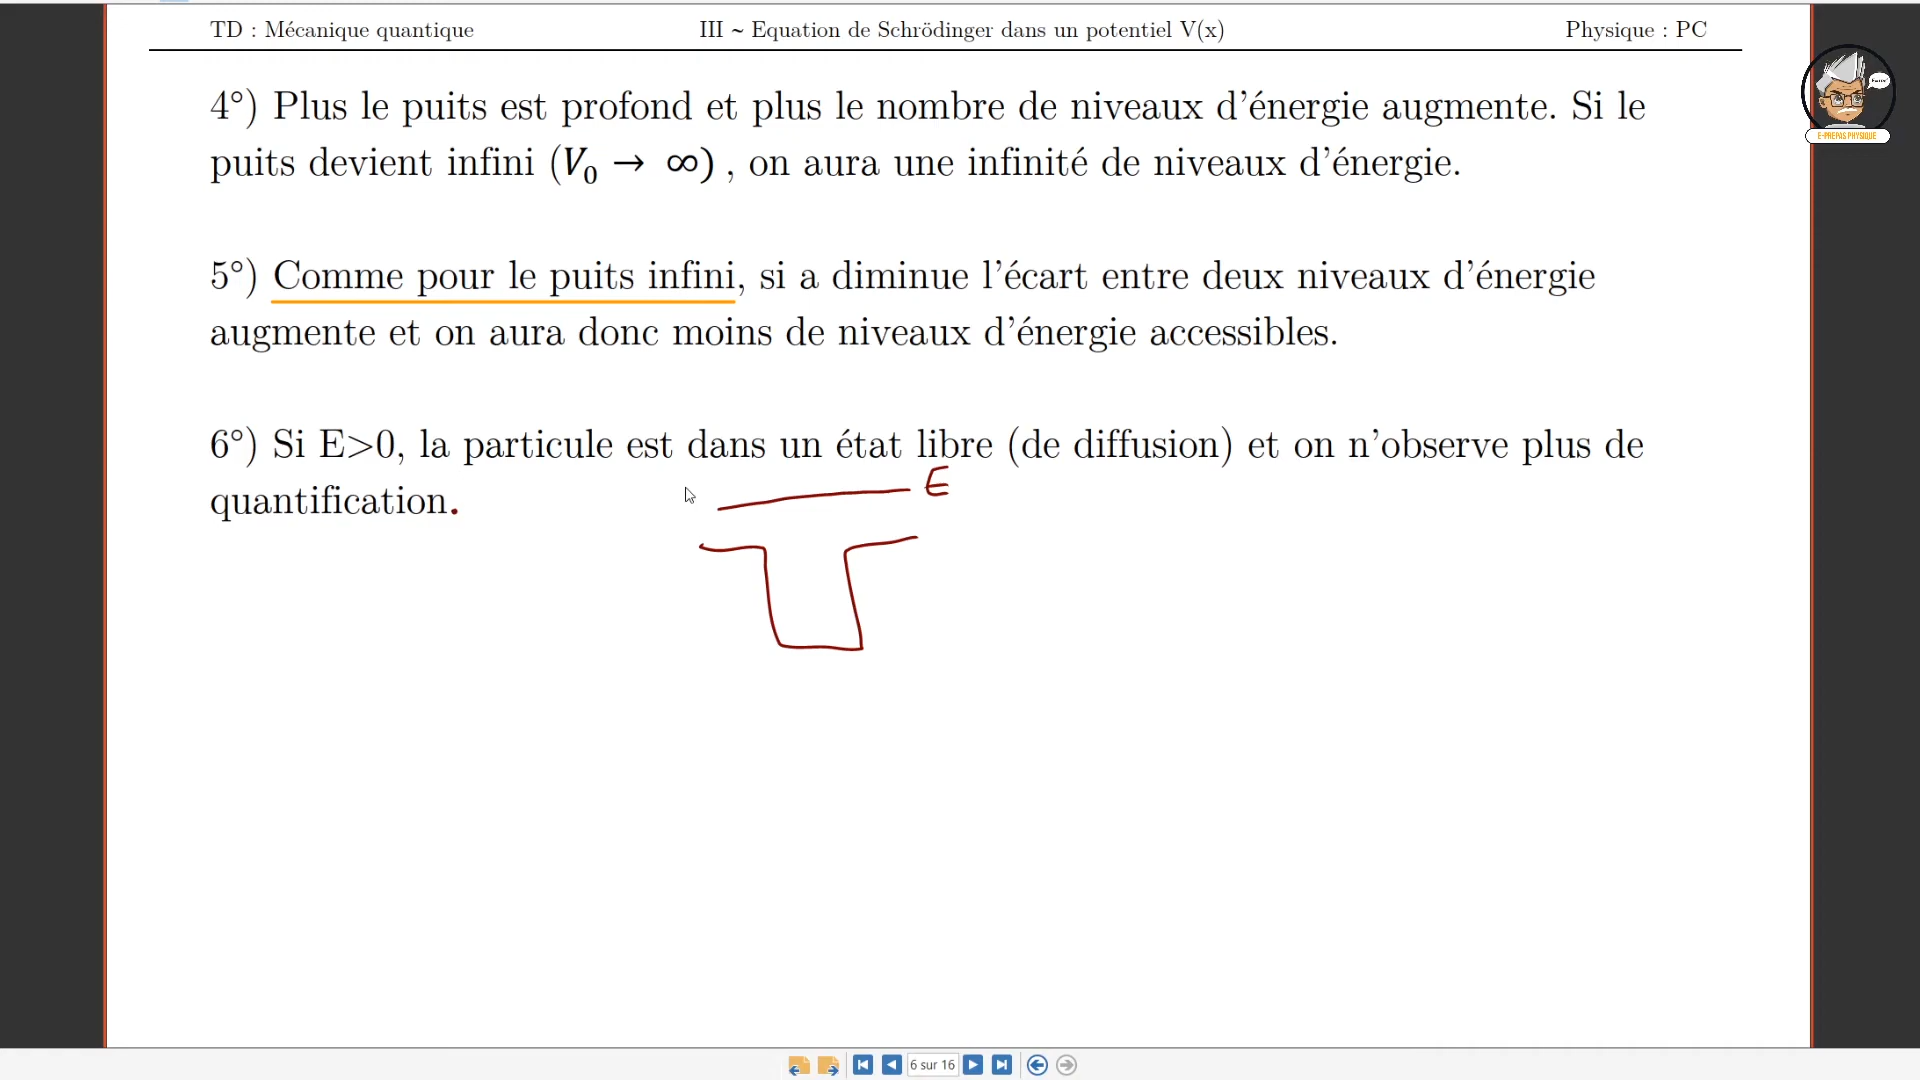 TD : Mécanique quantique III ~ Equation de Schrödinger dans un potentiel V(x) Physique : PC
4°) Plus le puits est profond et plus le nombre de niveaux d'énergie augmente. Si le
puits devient infini (V₀ → ∞) , on aura une infinité de niveaux d'énergie.
5°) Comme pour le puits infini, si a diminue l'écart entre deux niveaux d'énergie
augmente et on aura donc moins de niveaux d'énergie accessibles.
6°) Si E>0, la particule est dans un état libre (de diffusion) et on n'observe plus de
quantification.
E
E-PREPAS PHYSIQUE
6 sur 16